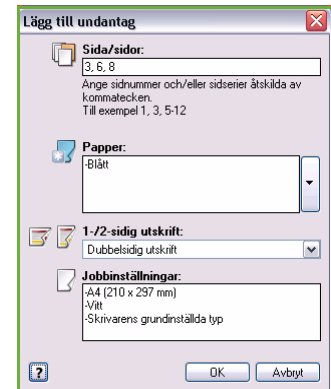 Lägg till undantag
Sida/sidor:
3, 6, 8
Ange sidnummer och/eller sidserier åtskilda av
kommatecken.
Till exempel 1, 3, 5-12
Papper:
-Blått
1-/2-sidig utskrift:
Dubbelsidig utskrift
Jobbinställningar:
-A4 (210 x 297 mm)
-Vitt
-Skrivarens grundinställda typ
?
OK
Avbryt